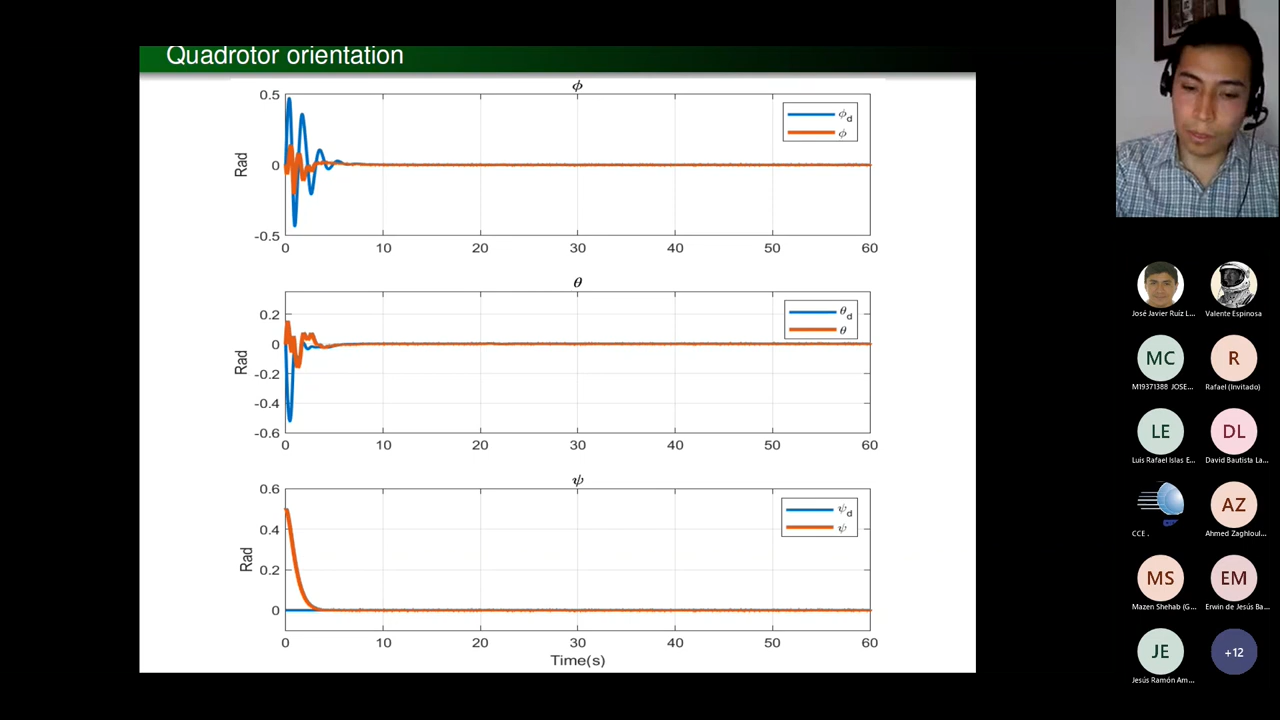 Quadrotor orientation
ϕ
0.5
0
-0.5
Rad
ϕd
ϕ
0 10 20 30 40 50 60
θ
0.2
0
-0.2
-0.4
-0.6
Rad
θd
θ
0 10 20 30 40 50 60
ψ
0.6
0.4
0.2
0
Rad
ψd
ψ
0 10 20 30 40 50 60
Time(s)
José Javier Ruíz L...
Valente Espinosa
MC
R
M19371388 JOSE...
Rafael (Invitado)
LE
DL
Luis Rafael Islas E...
David Bautista La...
AZ
CCE .
Ahmed Zaghloul...
MS
EM
Mazen Shehab (G...
Erwin de Jesús Ba...
JE
+12
Jesús Ramón Am...